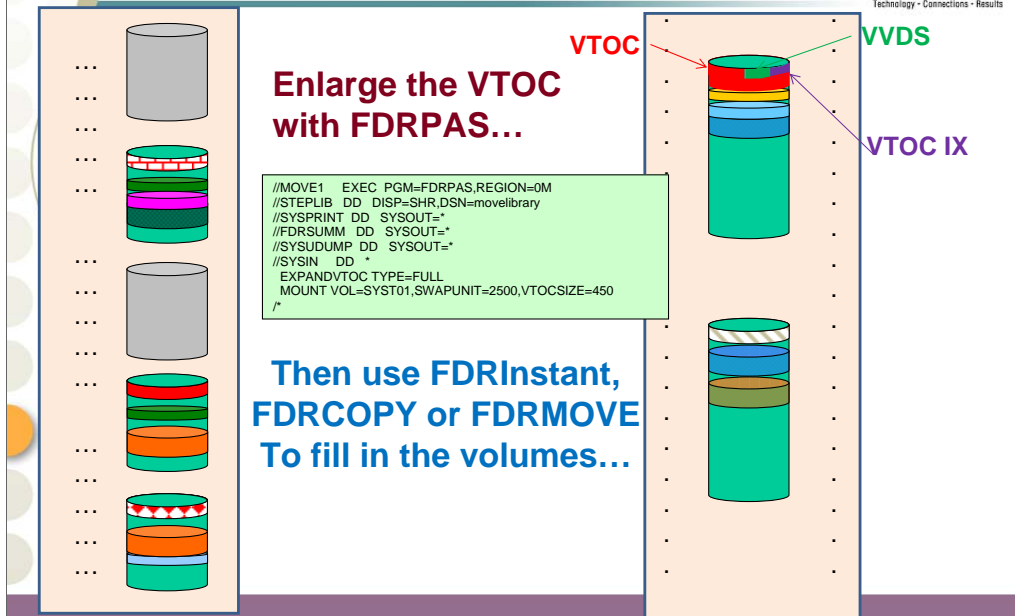 Technology - Connections - Results
VTOC
VVDS
VTOC IX
Enlarge the VTOC
with FDRPAS…
//MOVE1 EXEC PGM=FDRPAS,REGION=0M
//STEPLIB DD DISP=SHR,DSN=movelibrary
//SYSPRINT DD SYSOUT=*
//FDRSUMM DD SYSOUT=*
//SYSUDUMP DD SYSOUT=*
//SYSIN DD *
EXPANDVTOC TYPE=FULL
MOUNT VOL=SYST01,SWAPUNIT=2500,VTOCSIZE=450
/*
Then use FDRInstant,
FDRCOPY or FDRMOVE
To fill in the volumes…